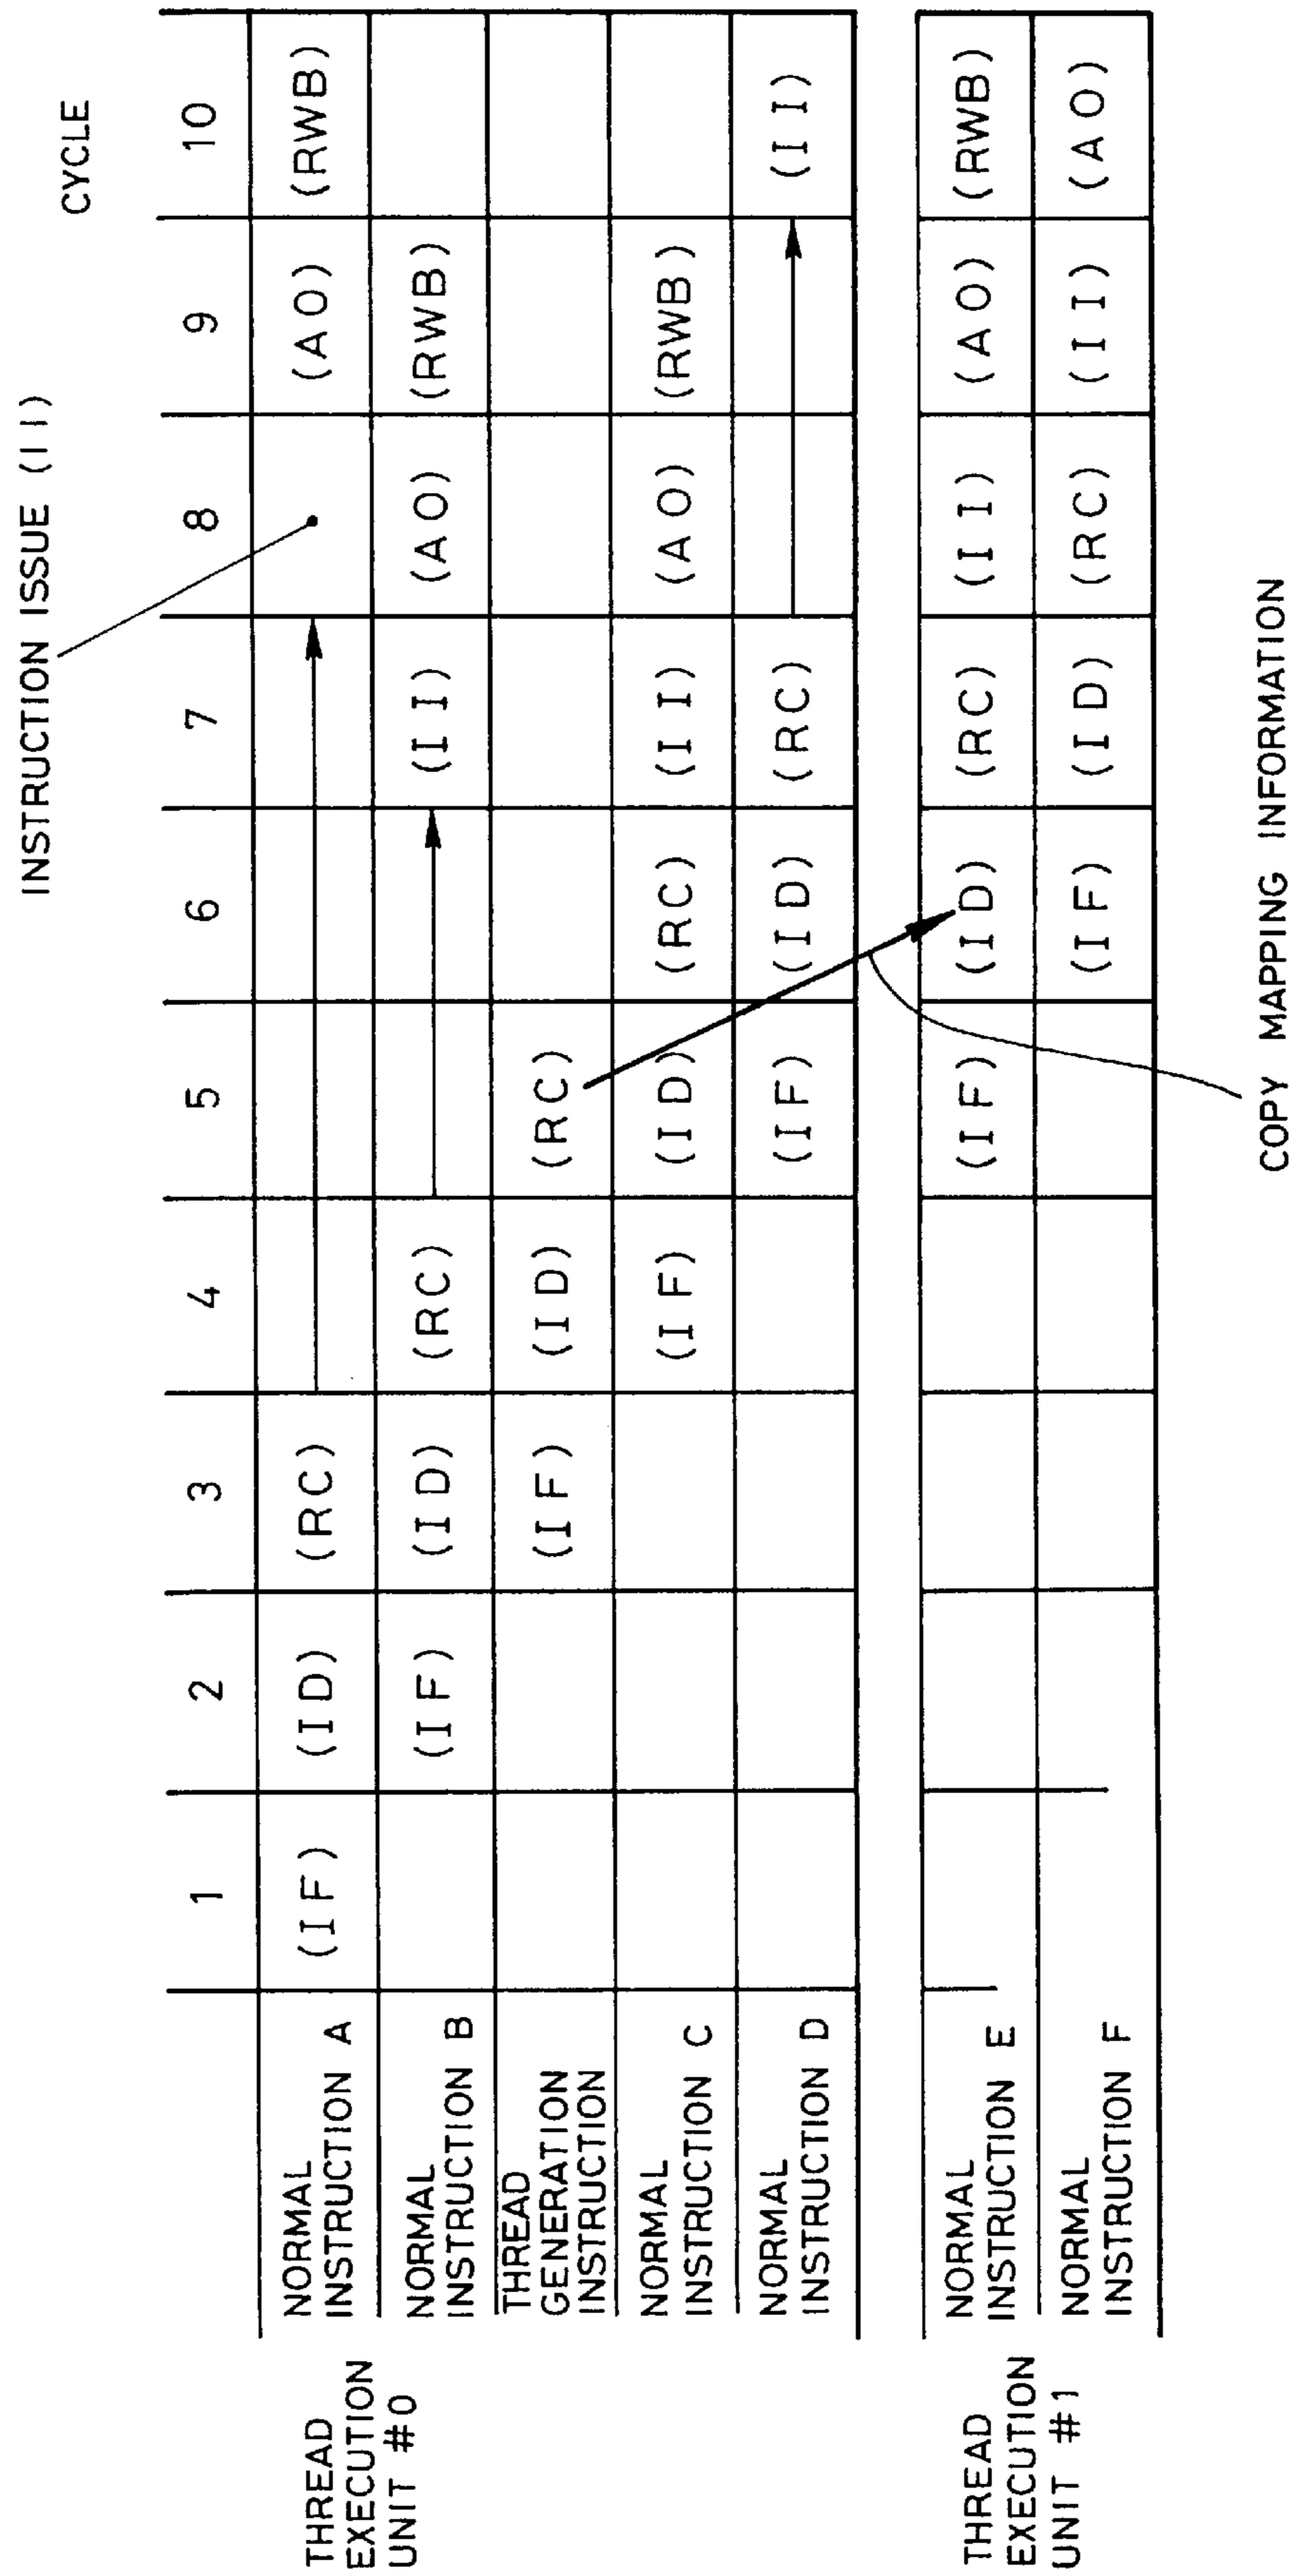 INSTRUCTION ISSUE (II)
CYCLE
1 2 3 4 5 6 7 8 9 10
THREAD
EXECUTION
UNIT #0
NORMAL
INSTRUCTION A
(IF) (ID) (RC) (AO) (RWB)
NORMAL
INSTRUCTION B
(IF) (ID) (RC) (II) (AO) (RWB)
THREAD
GENERATION
INSTRUCTION
(IF) (ID) (RC)
NORMAL
INSTRUCTION C
(IF) (ID) (RC) (II) (AO) (RWB)
NORMAL
INSTRUCTION D
(IF) (ID) (RC) (II)
THREAD
EXECUTION
UNIT #1
NORMAL
INSTRUCTION E
(IF) (ID) (RC) (II) (AO) (RWB)
NORMAL
INSTRUCTION F
(IF) (ID) (RC) (II) (AO)
COPY MAPPING INFORMATION